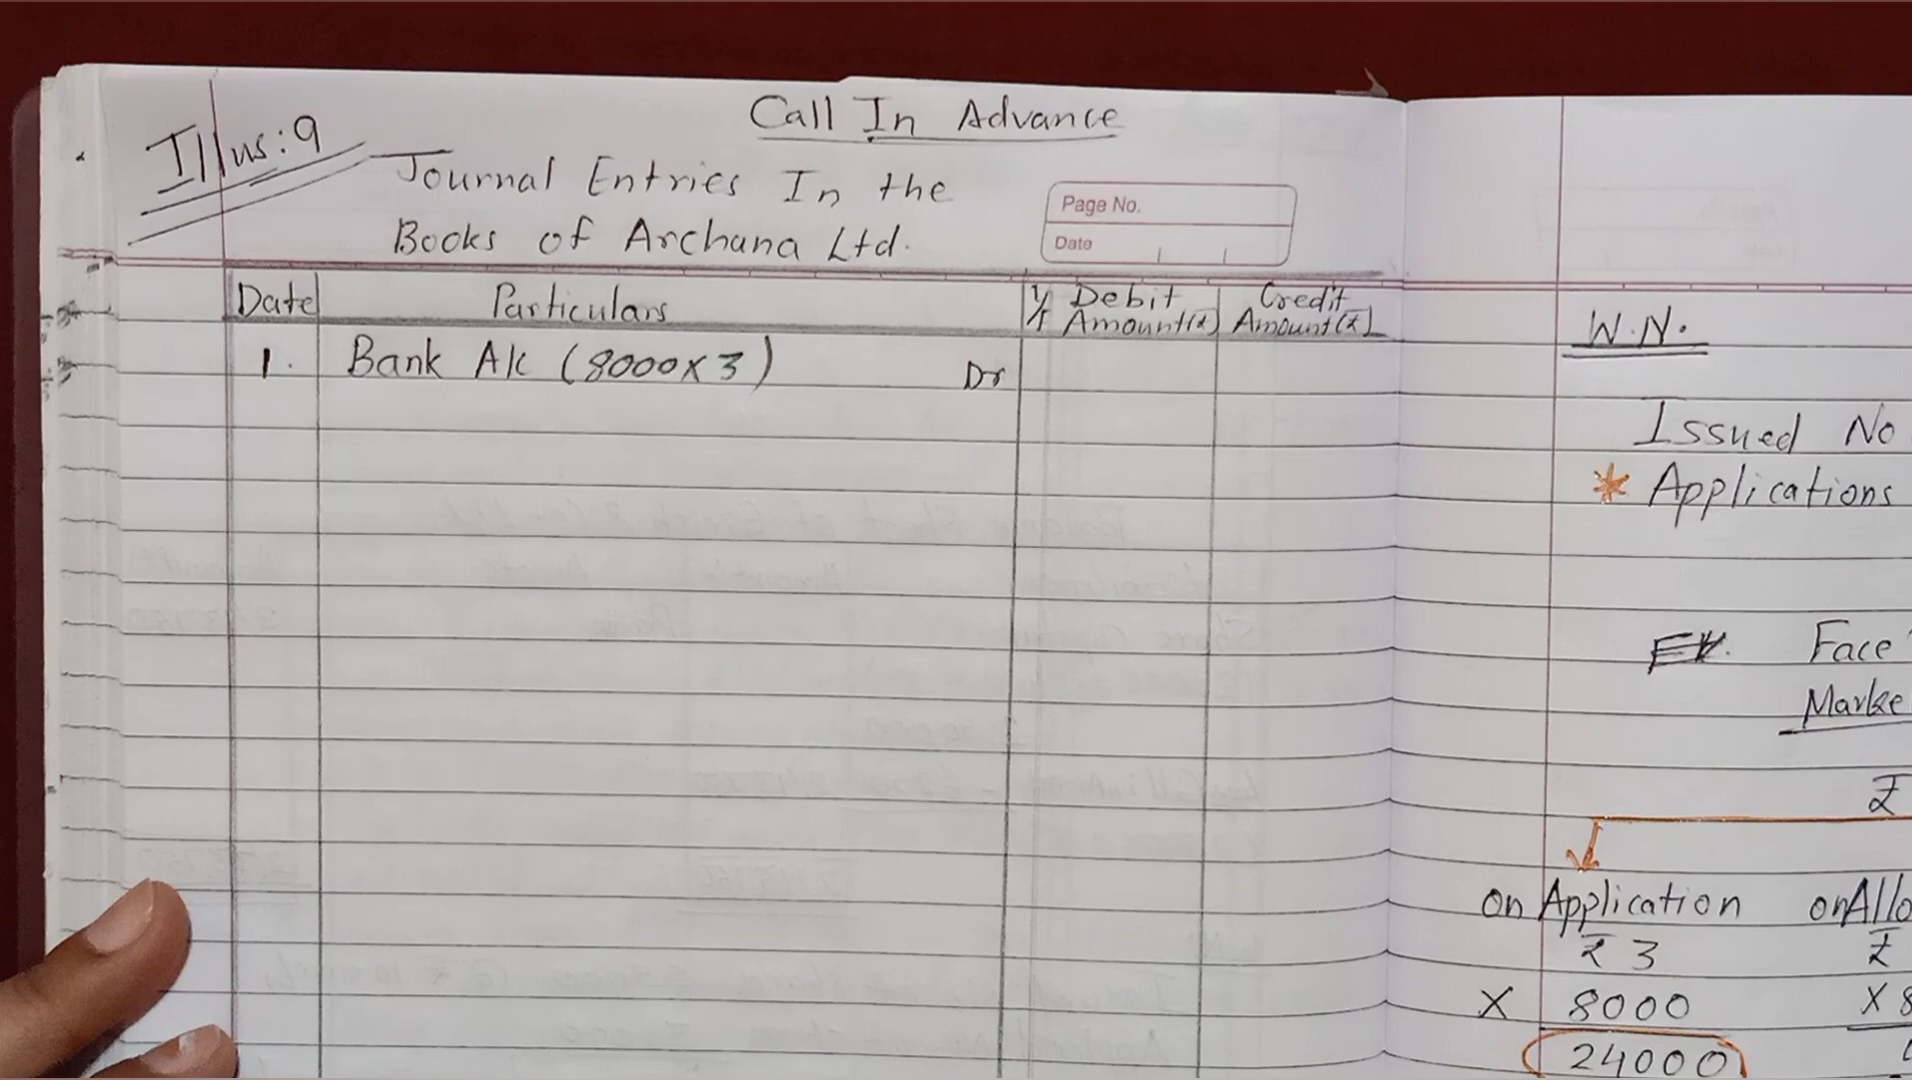 Call In Advance
Illus:9
Journal Entries In the
Books of Archana Ltd.
Page No.
Date
Date Particulars Debit Amount(₹) Credit Amount(₹)
1. Bank A/c (8000x3) Dr
W.N.
Issued No
* Applications
Face
Marke
₹
on Application onAllo
₹ 3 ₹
X 8000 X 8
24000